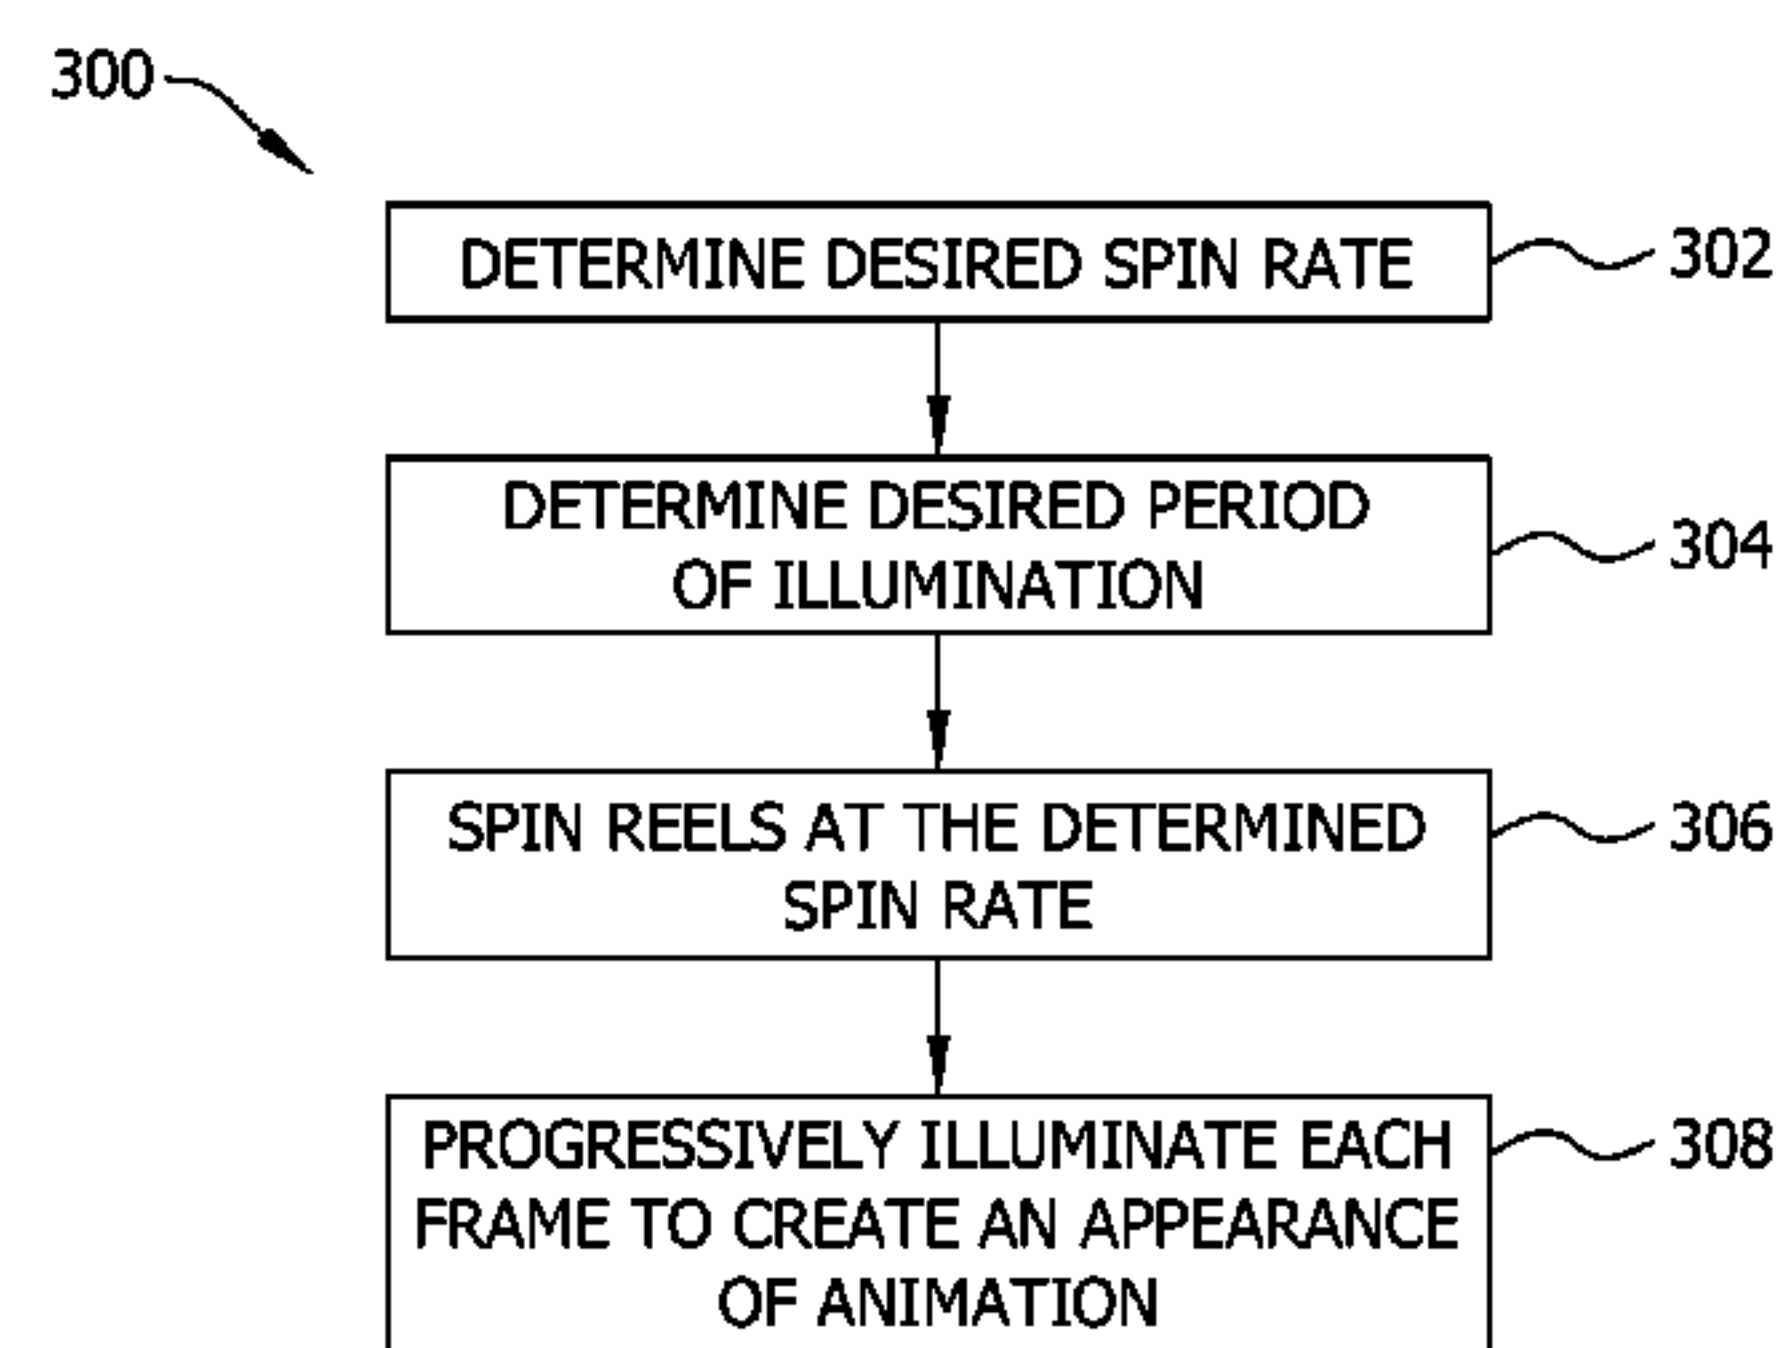 300
DETERMINE DESIRED SPIN RATE
302
DETERMINE DESIRED PERIOD
OF ILLUMINATION
304
SPIN REELS AT THE DETERMINED
SPIN RATE
306
PROGRESSIVELY ILLUMINATE EACH
FRAME TO CREATE AN APPEARANCE
OF ANIMATION
308